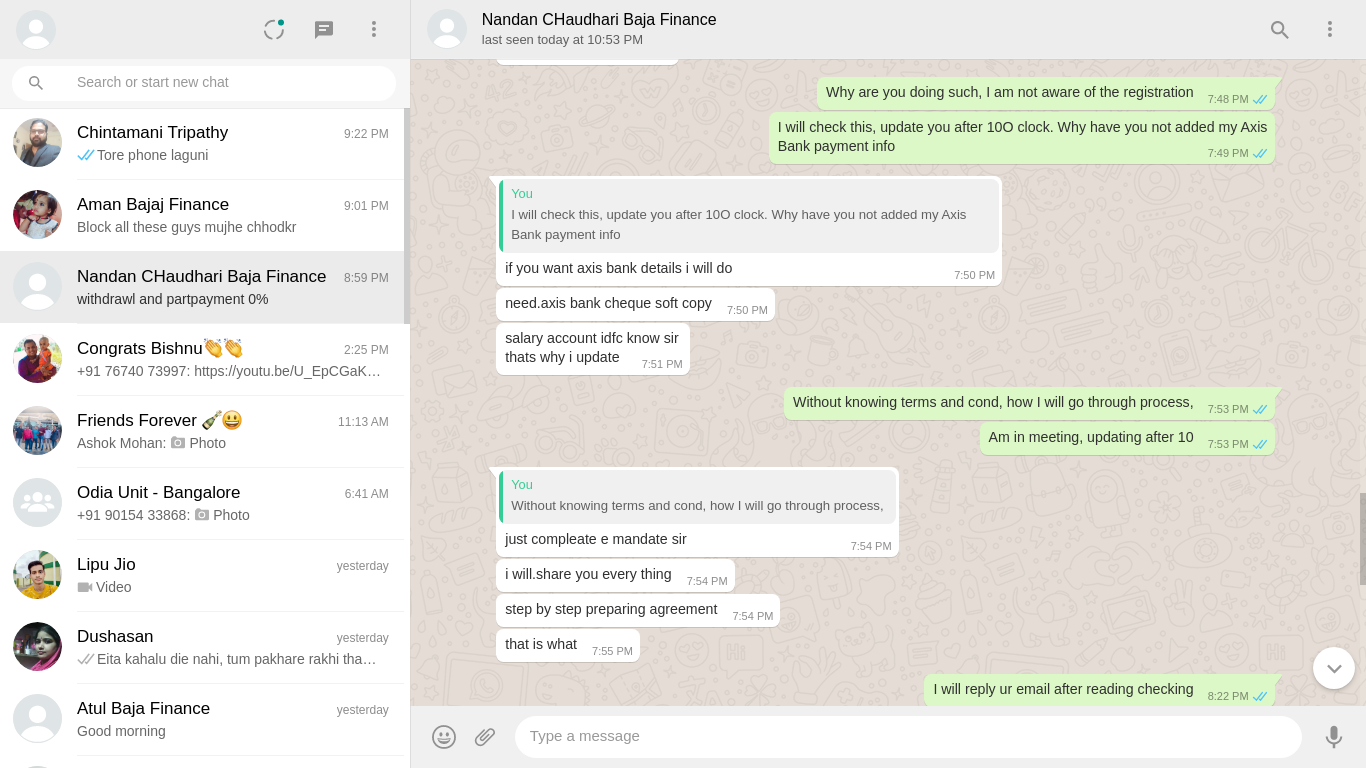 Nandan CHaudhari Baja Finance
last seen today at 10:53 PM
Search or start new chat
Chintamani Tripathy
9:22 PM
Tore phone laguni
Aman Bajaj Finance
9:01 PM
Block all these guys mujhe chhodkr
Nandan CHaudhari Baja Finance
8:59 PM
withdrawl and partpayment 0%
Congrats Bishnu👏👏
2:25 PM
+91 76740 73997: https://youtu.be/U_EpCGaK…
Friends Forever 🍾😃
11:13 AM
Ashok Mohan: Photo
Odia Unit - Bangalore
6:41 AM
+91 90154 33868: Photo
Lipu Jio
yesterday
Video
Dushasan
yesterday
Eita kahalu die nahi, tum pakhare rakhi tha…
Atul Baja Finance
yesterday
Good morning
Why are you doing such, I am not aware of the registration
7:48 PM
I will check this, update you after 10O clock. Why have you not added my Axis
Bank payment info
7:49 PM
You
I will check this, update you after 10O clock. Why have you not added my Axis
Bank payment info
if you want axis bank details i will do
7:50 PM
need.axis bank cheque soft copy
7:50 PM
salary account idfc know sir
thats why i update
7:51 PM
Without knowing terms and cond, how I will go through process,
7:53 PM
Am in meeting, updating after 10
7:53 PM
You
Without knowing terms and cond, how I will go through process,
just compleate e mandate sir
7:54 PM
i will.share you every thing
7:54 PM
step by step preparing agreement
7:54 PM
that is what
7:55 PM
I will reply ur email after reading checking
8:22 PM
Type a message